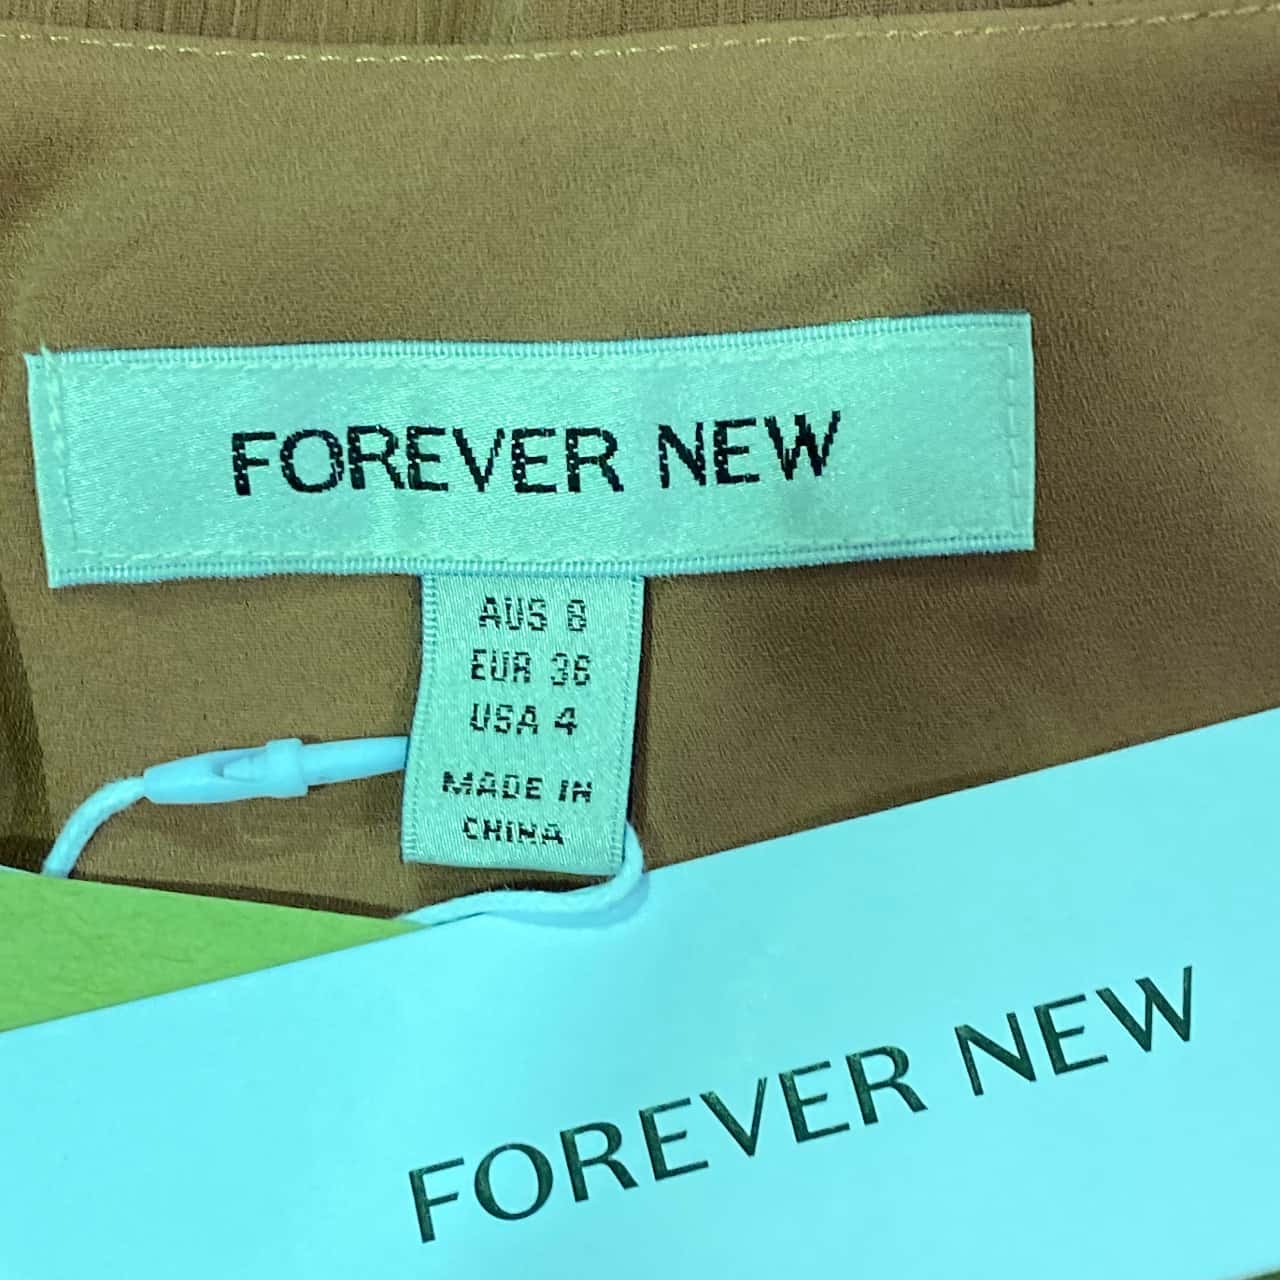 FOREVER NEW
AUS 8
EUR 36
USA 4
MADE IN
CHINA
FOREVER NEW